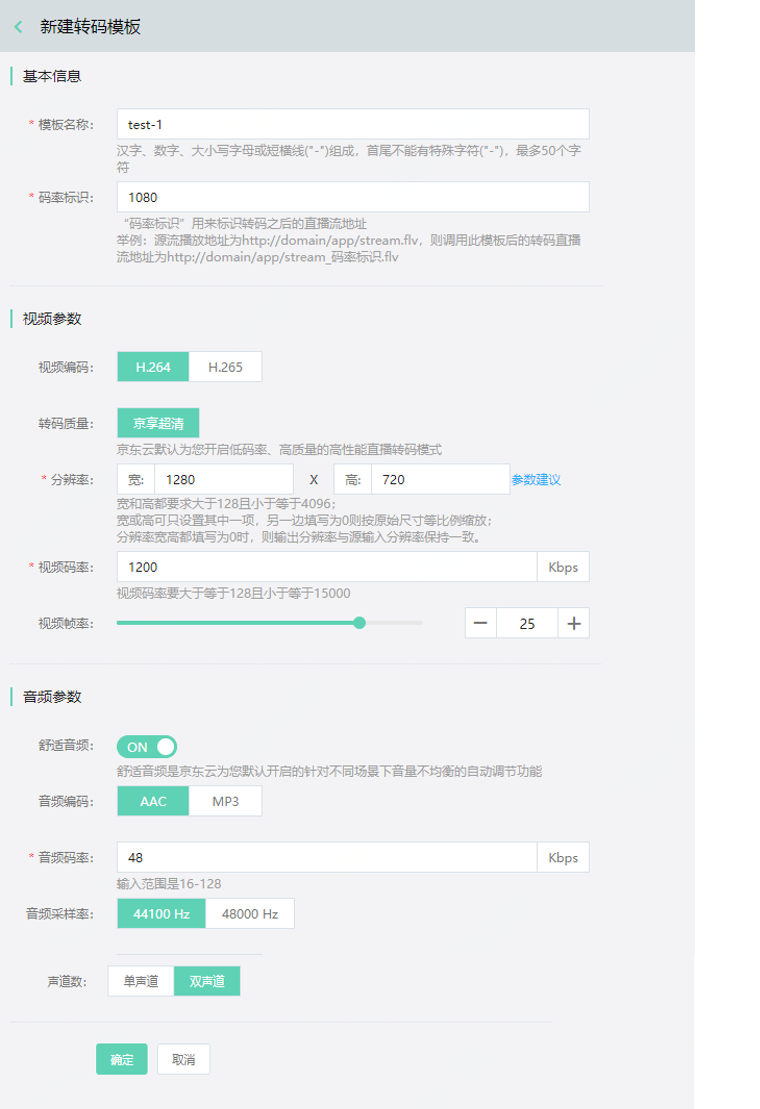 新建转码模板
基本信息
* 模板名称： test-1
汉字、数字、大小写字母或短横线("-")组成，首尾不能有特殊字符("-")，最多50个字
符
* 码率标识： 1080
“码率标识”用来标识转码之后的直播流地址
举例：源流播放地址为http://domain/app/stream.flv，则调用此模板后的转码直播
流地址为http://domain/app/stream_码率标识.flv
视频参数
视频编码： H.264 H.265
转码质量： 京享超清
京东云默认为您开启低码率、高质量的高性能直播转码模式
* 分辨率： 宽: 1280 X 高: 720 参数建议
宽和高都要求大于128且小于等于4096；
宽或高可只设置其中一项，另一边填写为0则按原始尺寸等比例缩放；
分辨率宽高都填写为0时，则输出分辨率与源输入分辨率保持一致。
* 视频码率： 1200 Kbps
视频码率要大于等于128且小于等于15000
视频帧率： — 25 +
音频参数
舒适音频： ON
舒适音频是京东云为您默认开启的针对不同场景下音量不均衡的自动调节功能
音频编码： AAC MP3
* 音频码率： 48 Kbps
输入范围是16-128
音频采样率： 44100 Hz 48000 Hz
声道数： 单声道 双声道
确定 取消